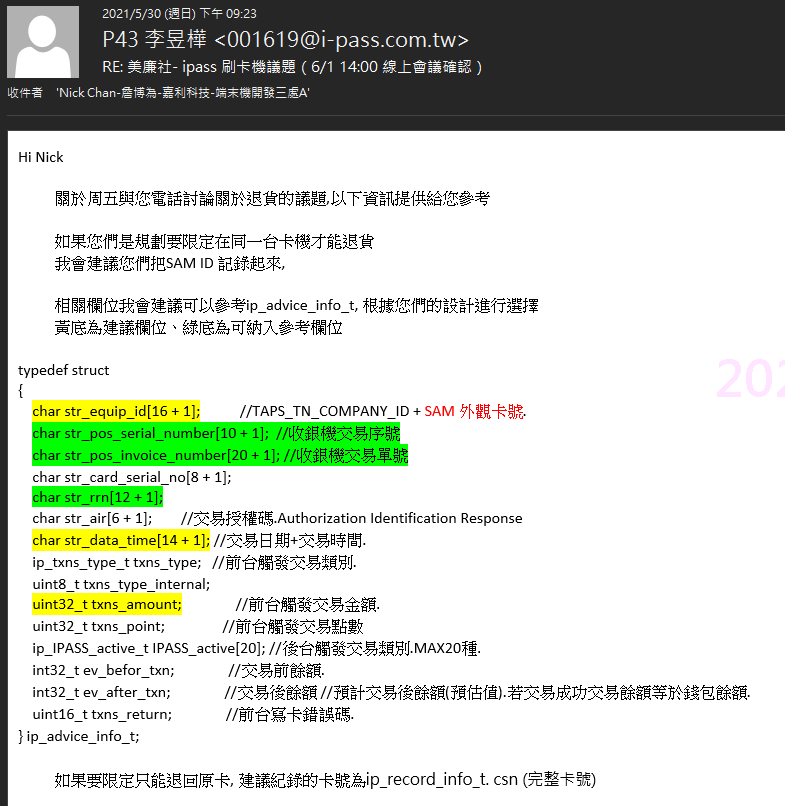 2021/5/30 (週日) 下午 09:23
P43 李昱樺 <001619@i-pass.com.tw>
RE: 美廉社- ipass 刷卡機議題 ( 6/1 14:00 線上會議確認 )
收件者 'Nick Chan-詹博為-嘉利科技-端末機開發三處A'
Hi Nick
關於周五與您電話討論關於退貨的議題,以下資訊提供給您參考
如果您們是規劃要限定在同一台卡機才能退貨
我會建議您們把SAM ID 記錄起來,
相關欄位我會建議可以參考ip_advice_info_t, 根據您們的設計進行選擇
黃底為建議欄位、綠底為可納入參考欄位
typedef struct
{
char str_equip_id[16 + 1]; //TAPS_TN_COMPANY_ID + SAM 外觀卡號.
char str_pos_serial_number[10 + 1]; //收銀機交易序號
char str_pos_invoice_number[20 + 1]; //收銀機交易單號
char str_card_serial_no[8 + 1];
char str_rrn[12 + 1];
char str_air[6 + 1]; //交易授權碼.Authorization Identification Response
char str_data_time[14 + 1]; //交易日期+交易時間.
ip_txns_type_t txns_type; //前台觸發交易類別.
uint8_t txns_type_internal;
uint32_t txns_amount; //前台觸發交易金額.
uint32_t txns_point; //前台觸發交易點數
ip_IPASS_active_t IPASS_active[20]; //後台觸發交易類別.MAX20種.
int32_t ev_befor_txn; //交易前餘額.
int32_t ev_after_txn; //交易後餘額 //預計交易後餘額(預估值).若交易成功交易餘額等於錢包餘額.
uint16_t txns_return; //前台寫卡錯誤碼.
} ip_advice_info_t;
如果要限定只能退回原卡, 建議紀錄的卡號為ip_record_info_t. csn (完整卡號)